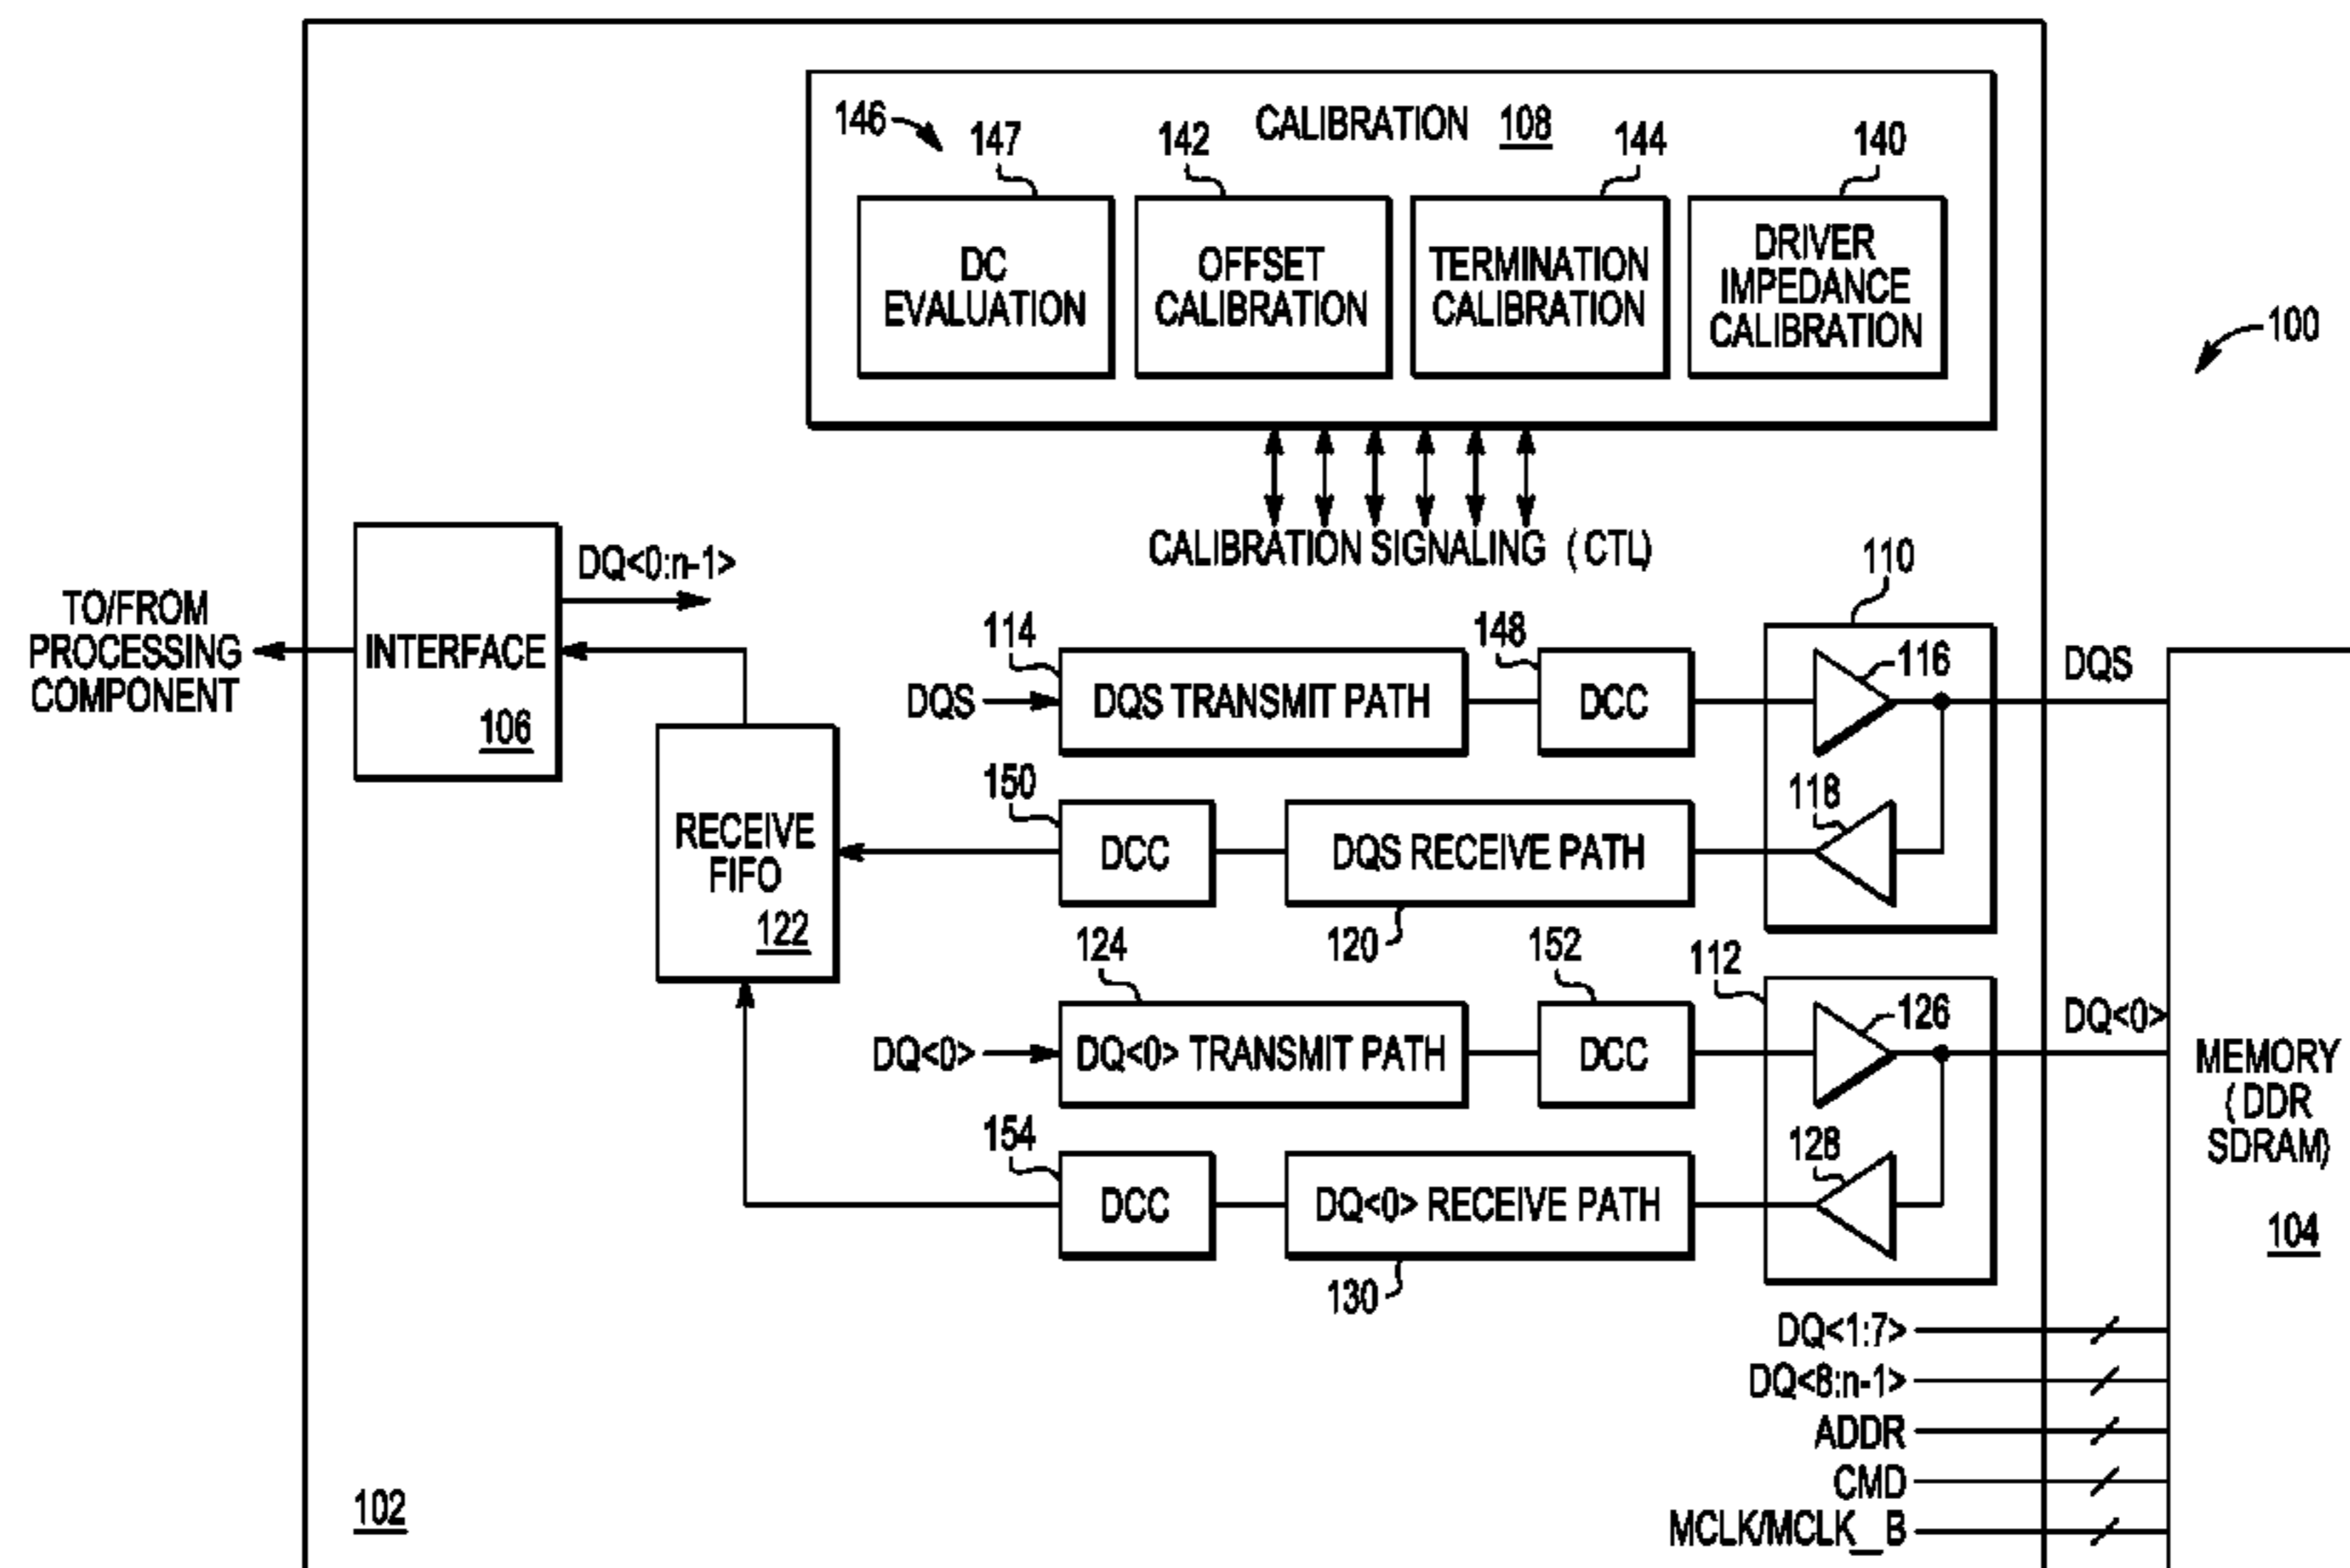 CALIBRATION 108
146
147
142
144
140
DC
EVALUATION
OFFSET
CALIBRATION
TERMINATION
CALIBRATION
DRIVER
IMPEDANCE
CALIBRATION
100
CALIBRATION SIGNALING (CTL)
TO/FROM
PROCESSING
COMPONENT
INTERFACE
106
DQ<0:n-1>
RECEIVE
FIFO
122
114
DQS
DQS TRANSMIT PATH
148
DCC
110
116
118
DQS
150
DCC
DQS RECEIVE PATH
120
124
DQ<0>
DQ<0> TRANSMIT PATH
152
DCC
112
126
128
DQ<0>
154
DCC
DQ<0> RECEIVE PATH
130
MEMORY
(DDR
SDRAM)
104
DQ<1:7>
DQ<8:n-1>
ADDR
CMD
MCLK/MCLK_B
102